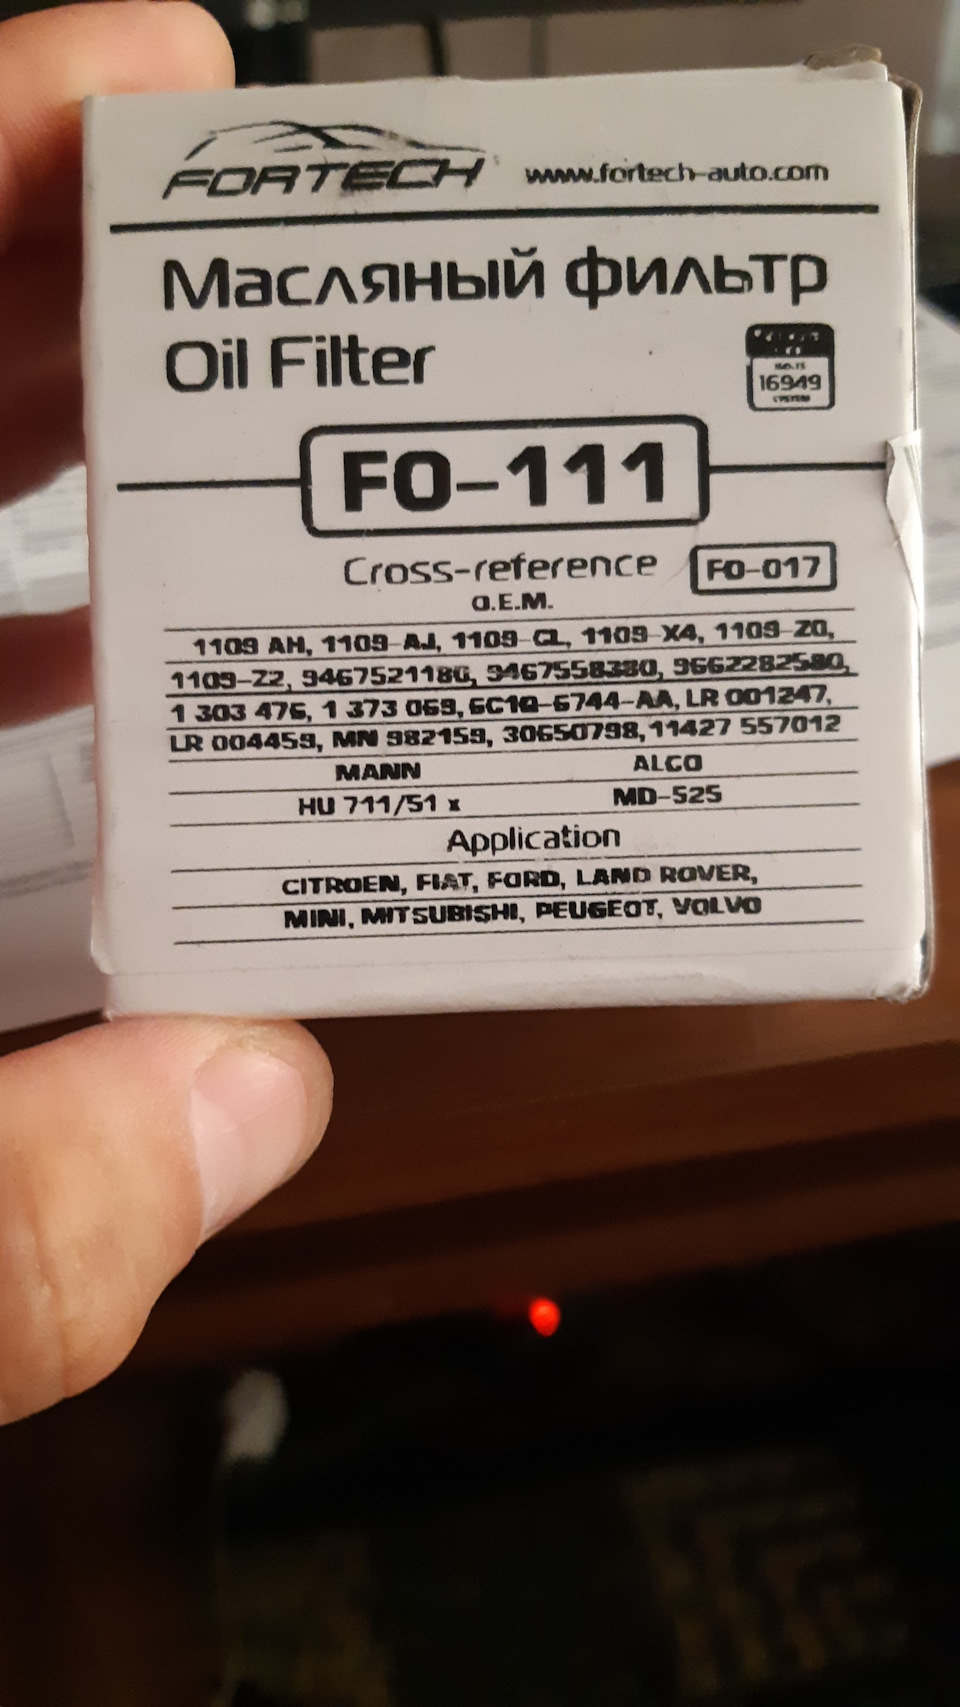 FORTECH www.fortech-auto.com
Масляный фильтр
Oil Filter
ISO/TS
16949
SYSTEM
FO-111
Cross-reference FO-017
O.E.M.
1109 AH, 1109-AJ, 1109-CL, 1109-X4, 1109-Z0,
1109-Z2, 9467521180, 9467558380, 9662282580,
1 303 476, 1 373 069, 6C1Q-6744-AA, LR 001247,
LR 004459, MN 982159, 30650798, 11427 557012
MANN ALCO
HU 711/51 x MD-525
Application
CITROEN, FIAT, FORD, LAND ROVER,
MINI, MITSUBISHI, PEUGEOT, VOLVO